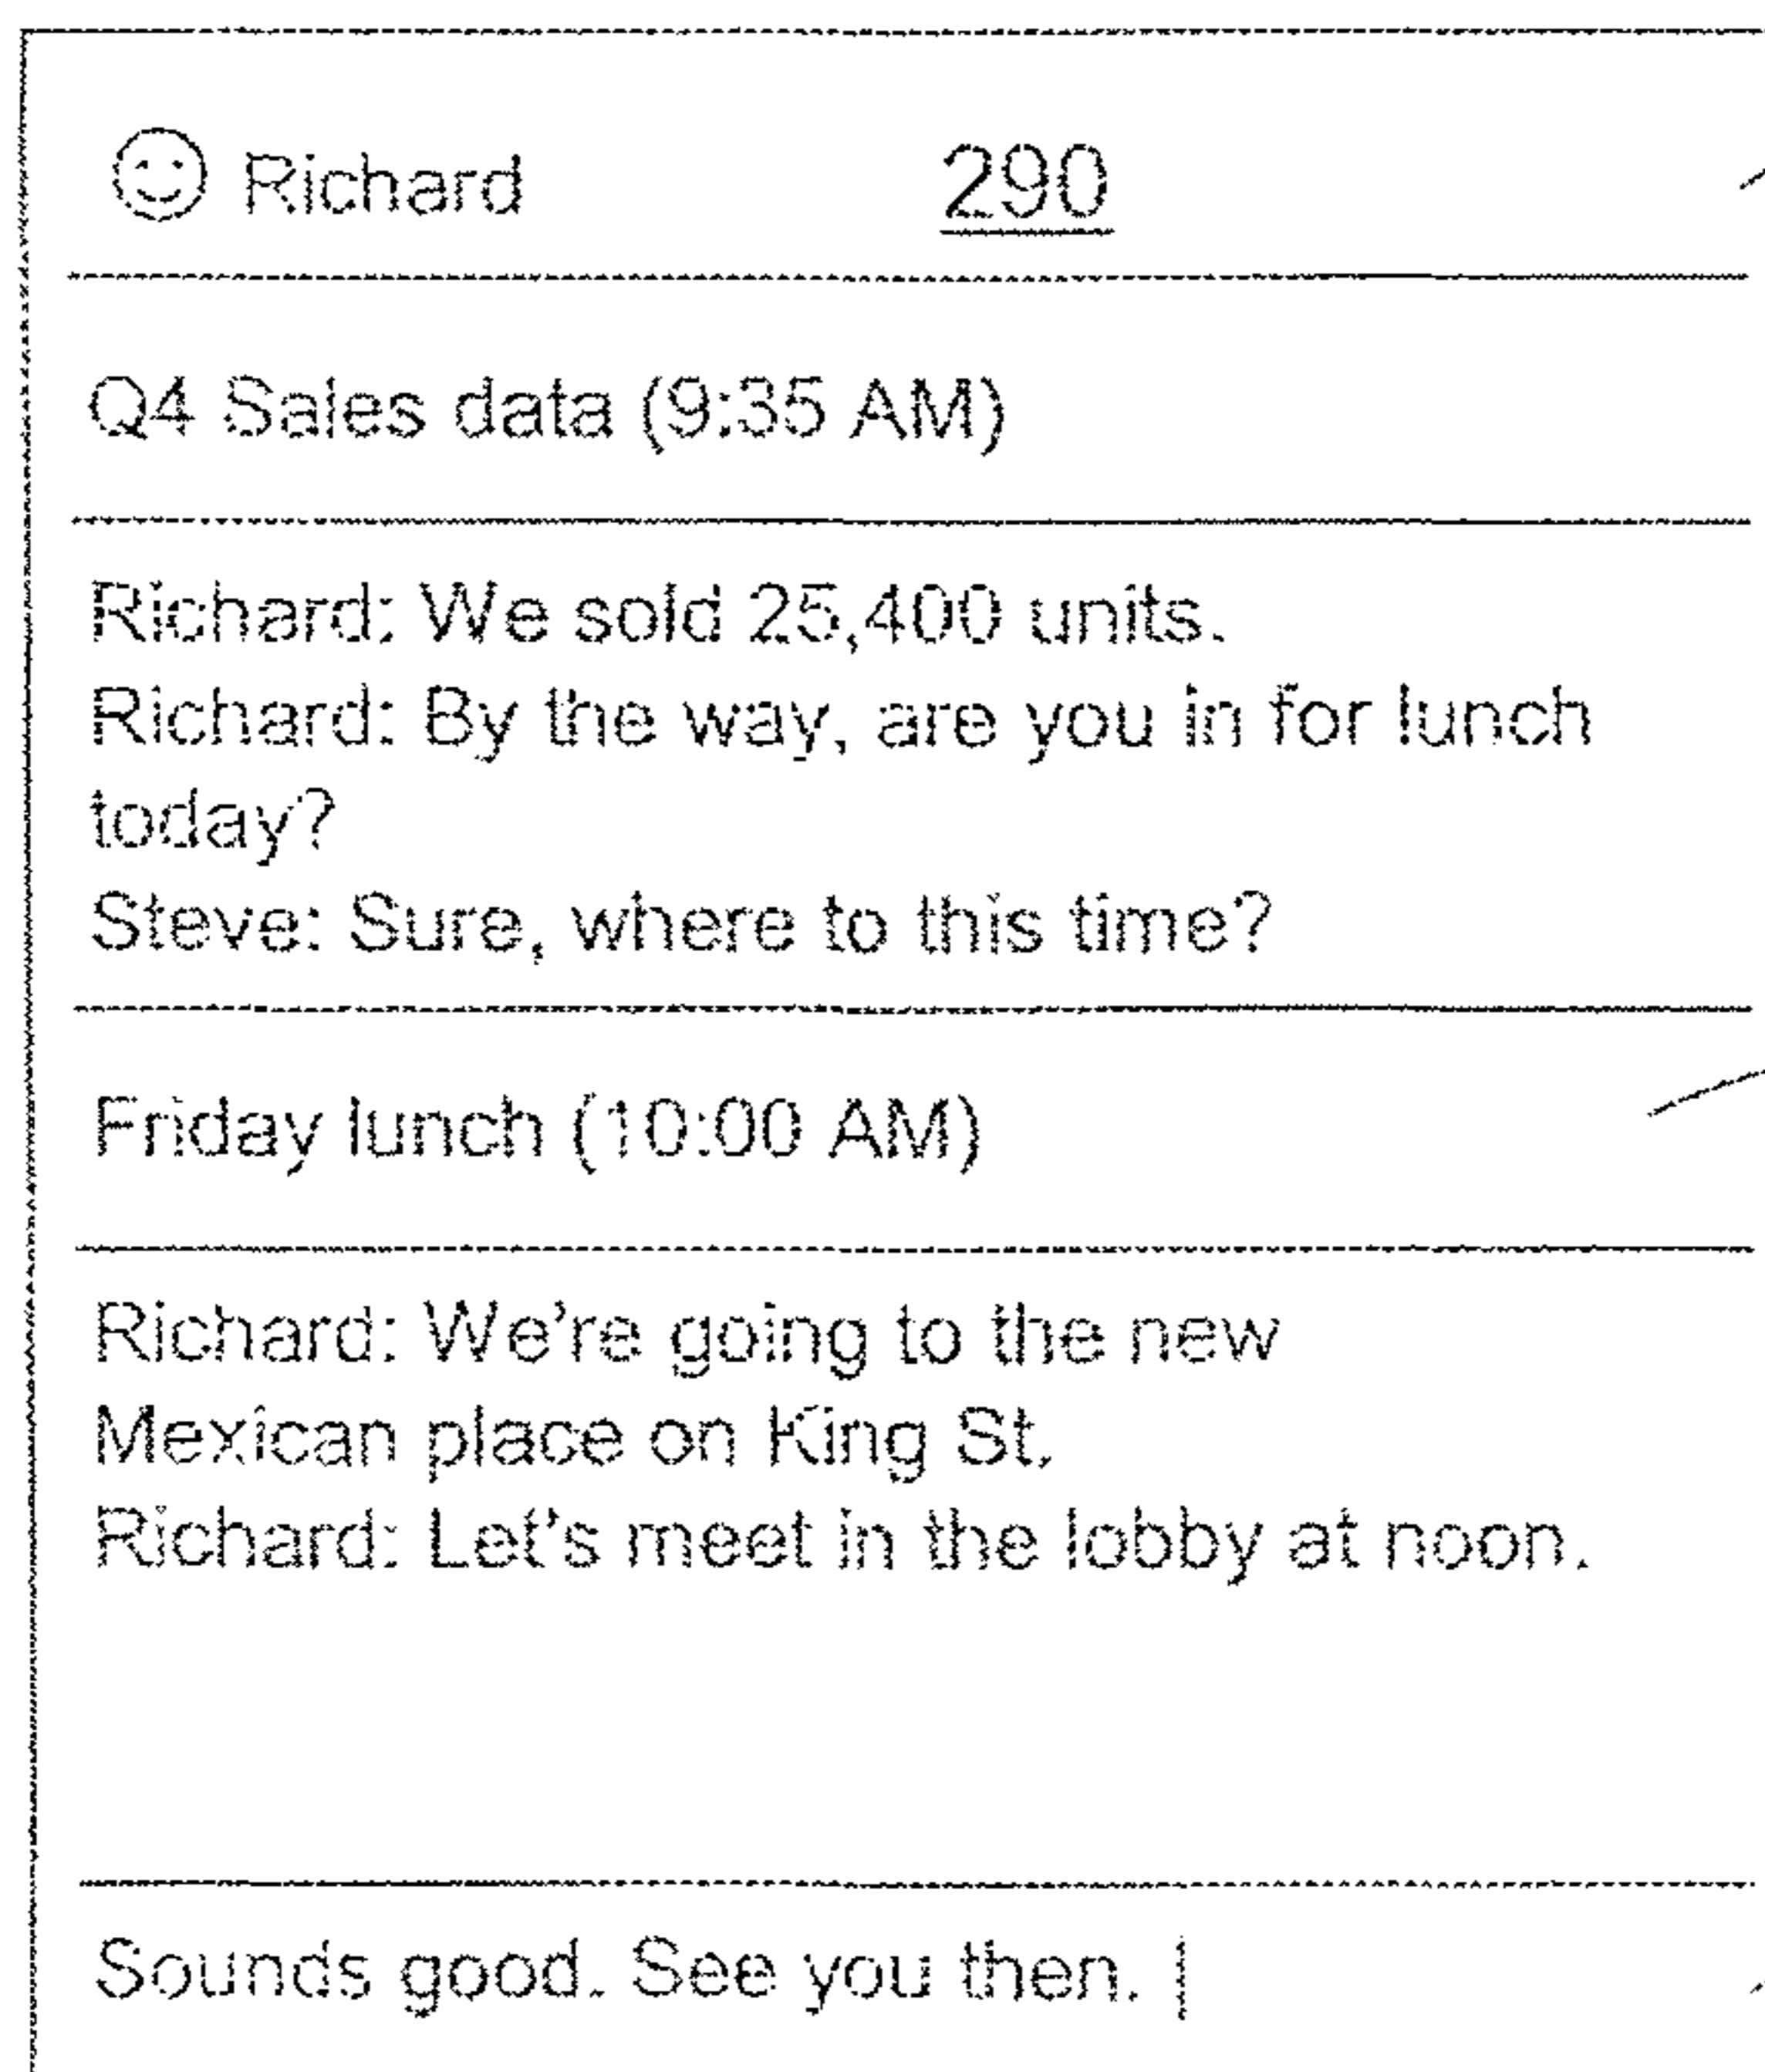 Richard 290
Q4 Sales data (9:35 AM)
Richard: We sold 25,400 units.
Richard: By the way, are you in for lunch
today?
Steve: Sure, where to this time?
Friday lunch (10:00 AM)
Richard: We're going to the new
Mexican place on King St.
Richard: Let's meet in the lobby at noon.
Sounds good. See you then. |